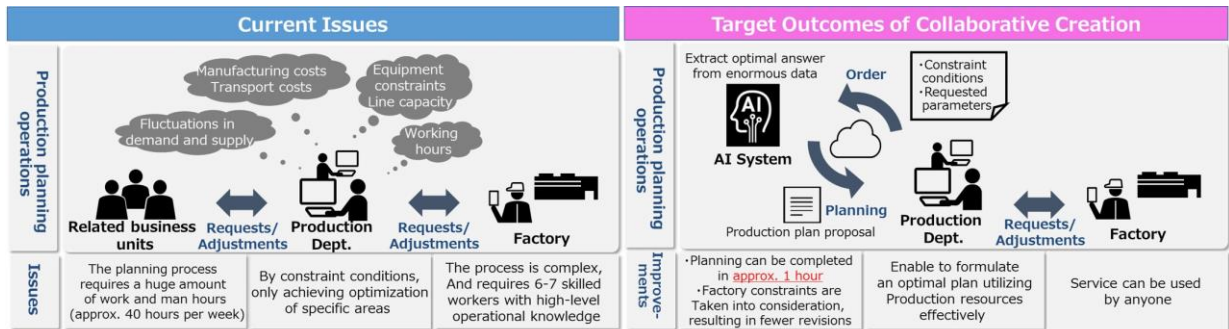 Current Issues
Production planning
operations
Manufacturing costs
Transport costs
Equipment
constraints
Line capacity
Fluctuations in
demand and supply
Working
hours
Related business
units
Requests/
Adjustments
Production
Dept.
Requests/
Adjustments
Factory
Issues
The planning process
requires a huge amount
of work and man hours
(approx. 40 hours per week)
By constraint conditions,
only achieving optimization
of specific areas
The process is complex,
And requires 6-7 skilled
workers with high-level
operational knowledge
Target Outcomes of Collaborative Creation
Production planning
operations
Extract optimal answer
from enormous data
Order
・Constraint
conditions
・Requested
parameters
AI
AI System
Planning
Production plan proposal
Production
Dept.
Requests/
Adjustments
Factory
Improve-
ments
・Planning can be completed
in approx. 1 hour
・Factory constraints are
Taken into consideration,
resulting in fewer revisions
Enable to formulate
an optimal plan utilizing
Production resources
effectively
Service can be used
by anyone